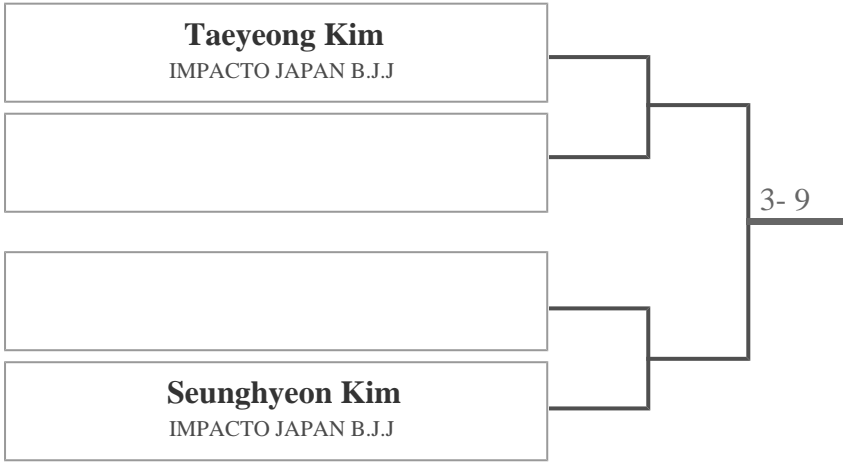 Taeyeong Kim
IMPACTO JAPAN B.J.J
3- 9
Seunghyeon Kim
IMPACTO JAPAN B.J.J